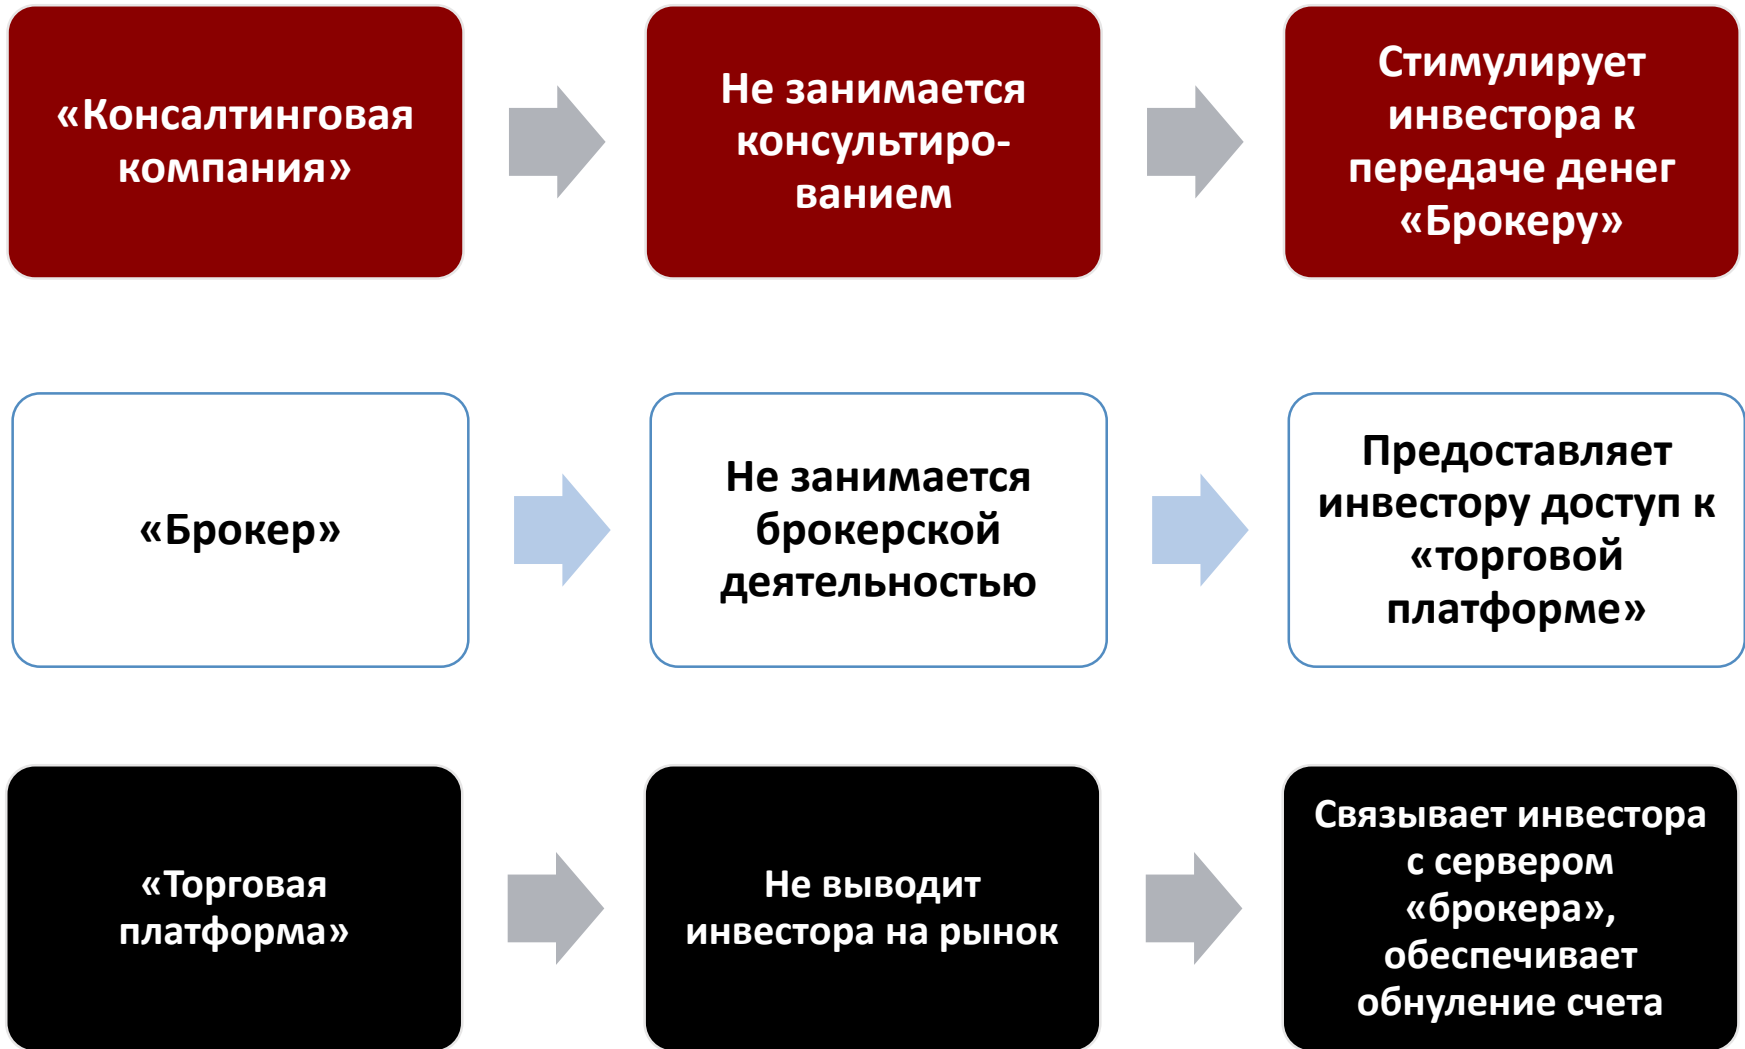 «Консалтинговая
компания»
Не занимается
консультиро-
ванием
Стимулирует
инвестора к
передаче денег
«Брокеру»
«Брокер»
Не занимается
брокерской
деятельностью
Предоставляет
инвестору доступ к
«торговой
платформе»
«Торговая
платформа»
Не выводит
инвестора на рынок
Связывает инвестора
с сервером
«брокера»,
обеспечивает
обнуление счета